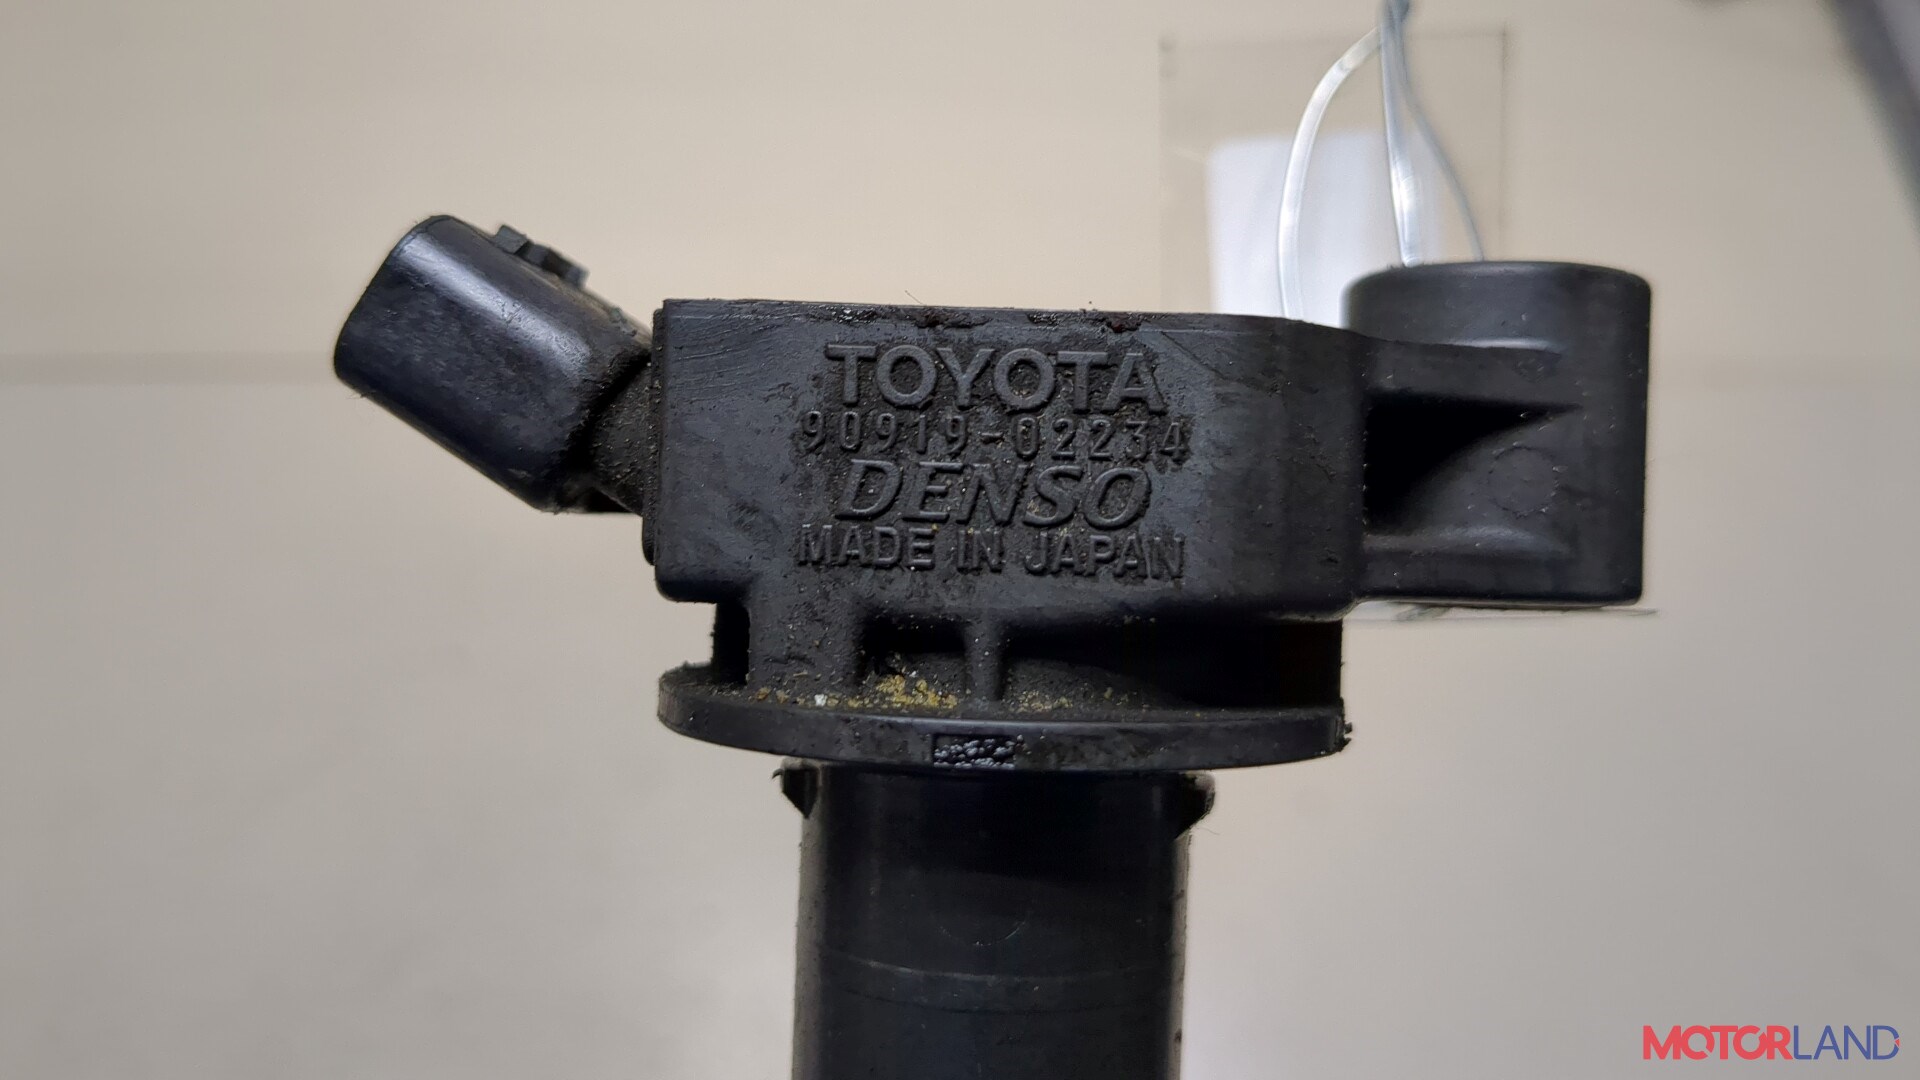 TOYOTA
90919-02234
DENSO
MADE IN JAPAN
MOTORLAND